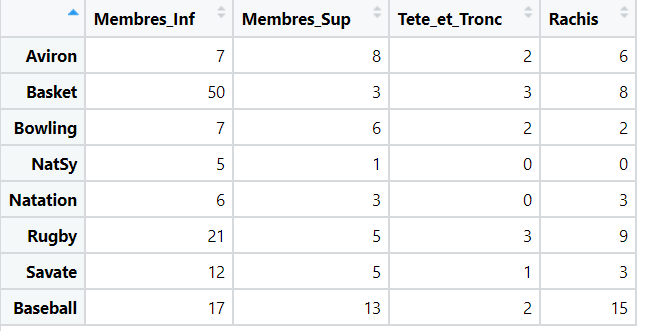 Membres_Inf Membres_Sup Tete_et_Tronc Rachis
Aviron 7 8 2 6
Basket 50 3 3 8
Bowling 7 6 2 2
NatSy 5 1 0 0
Natation 6 3 0 3
Rugby 21 5 3 9
Savate 12 5 1 3
Baseball 17 13 2 15